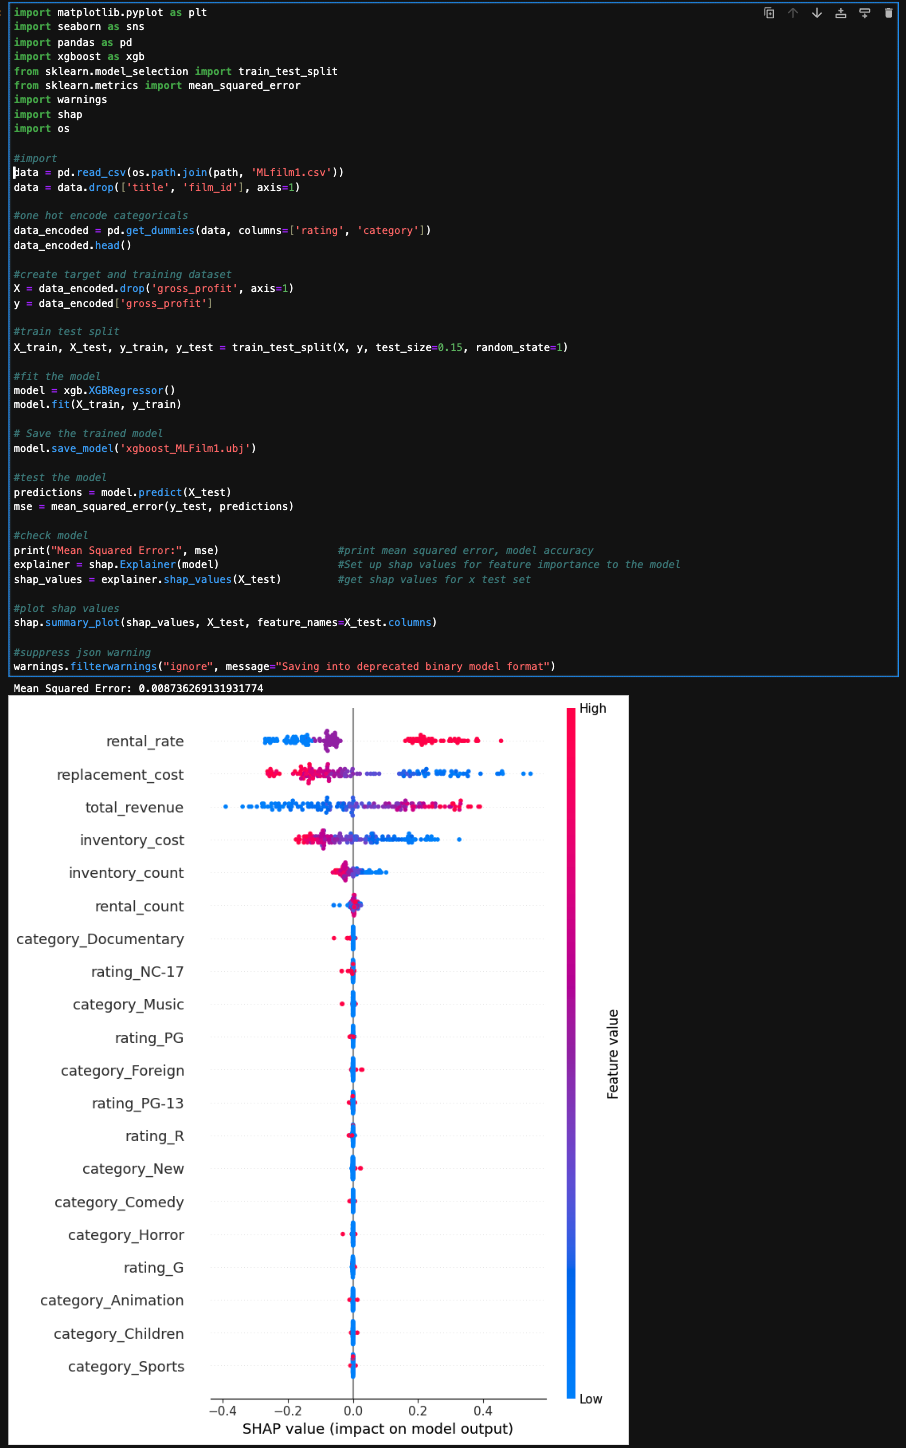 import matplotlib.pyplot as plt
import seaborn as sns
import pandas as pd
import xgboost as xgb
from sklearn.model_selection import train_test_split
from sklearn.metrics import mean_squared_error
import warnings
import shap
import os
#import
data = pd.read_csv(os.path.join(path, 'MLfilm1.csv'))
data = data.drop(['title', 'film_id'], axis=1)
#one hot encode categoricals
data_encoded = pd.get_dummies(data, columns=['rating', 'category'])
data_encoded.head()
#create target and training dataset
X = data_encoded.drop('gross_profit', axis=1)
y = data_encoded['gross_profit']
#train test split
X_train, X_test, y_train, y_test = train_test_split(X, y, test_size=0.15, random_state=1)
#fit the model
model = xgb.XGBRegressor()
model.fit(X_train, y_train)
# Save the trained model
model.save_model('xgboost_MLFilm1.ubj')
#test the model
predictions = model.predict(X_test)
mse = mean_squared_error(y_test, predictions)
#check model
print("Mean Squared Error:", mse) #print mean squared error, model accuracy
explainer = shap.Explainer(model) #Set up shap values for feature importance to the model
shap_values = explainer.shap_values(X_test) #get shap values for x test set
#plot shap values
shap.summary_plot(shap_values, X_test, feature_names=X_test.columns)
#suppress json warning
warnings.filterwarnings("ignore", message="Saving into deprecated binary model format")
Mean Squared Error: 0.008736269131931774
High
rental_rate
replacement_cost
total_revenue
inventory_cost
inventory_count
rental_count
category_Documentary
rating_NC-17
category_Music
rating_PG
category_Foreign
rating_PG-13
rating_R
category_New
category_Comedy
category_Horror
rating_G
category_Animation
category_Children
category_Sports
Feature value
Low
−0.4 −0.2 0.0 0.2 0.4
SHAP value (impact on model output)